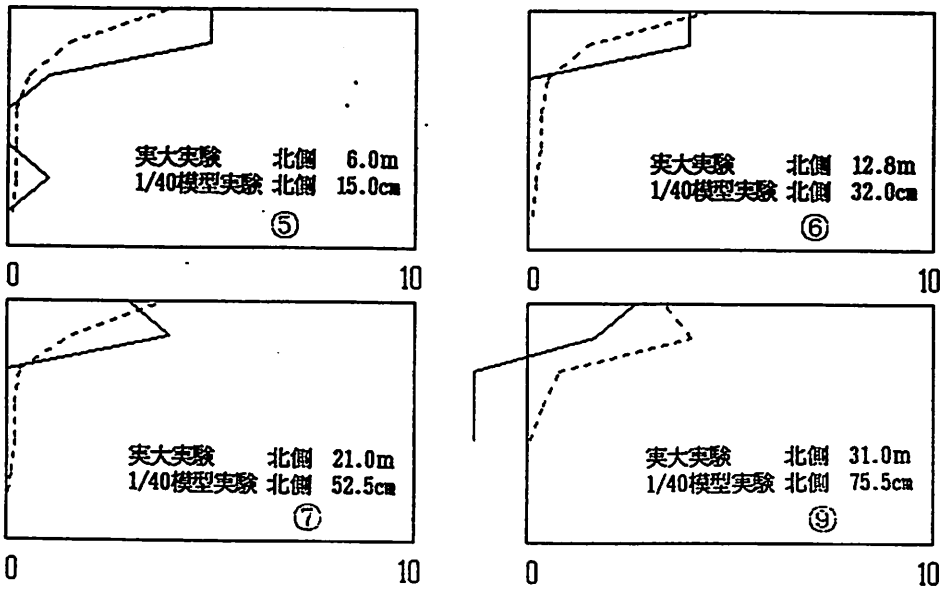 実大実験 北側 6.0m
1/40模型実験 北側 15.0cm
⑤
0 10
実大実験 北側 12.8m
1/40模型実験 北側 32.0cm
⑥
0 10
実大実験 北側 21.0m
1/40模型実験 北側 52.5cm
⑦
0 10
実大実験 北側 31.0m
1/40模型実験 北側 75.5cm
⑨
0 10